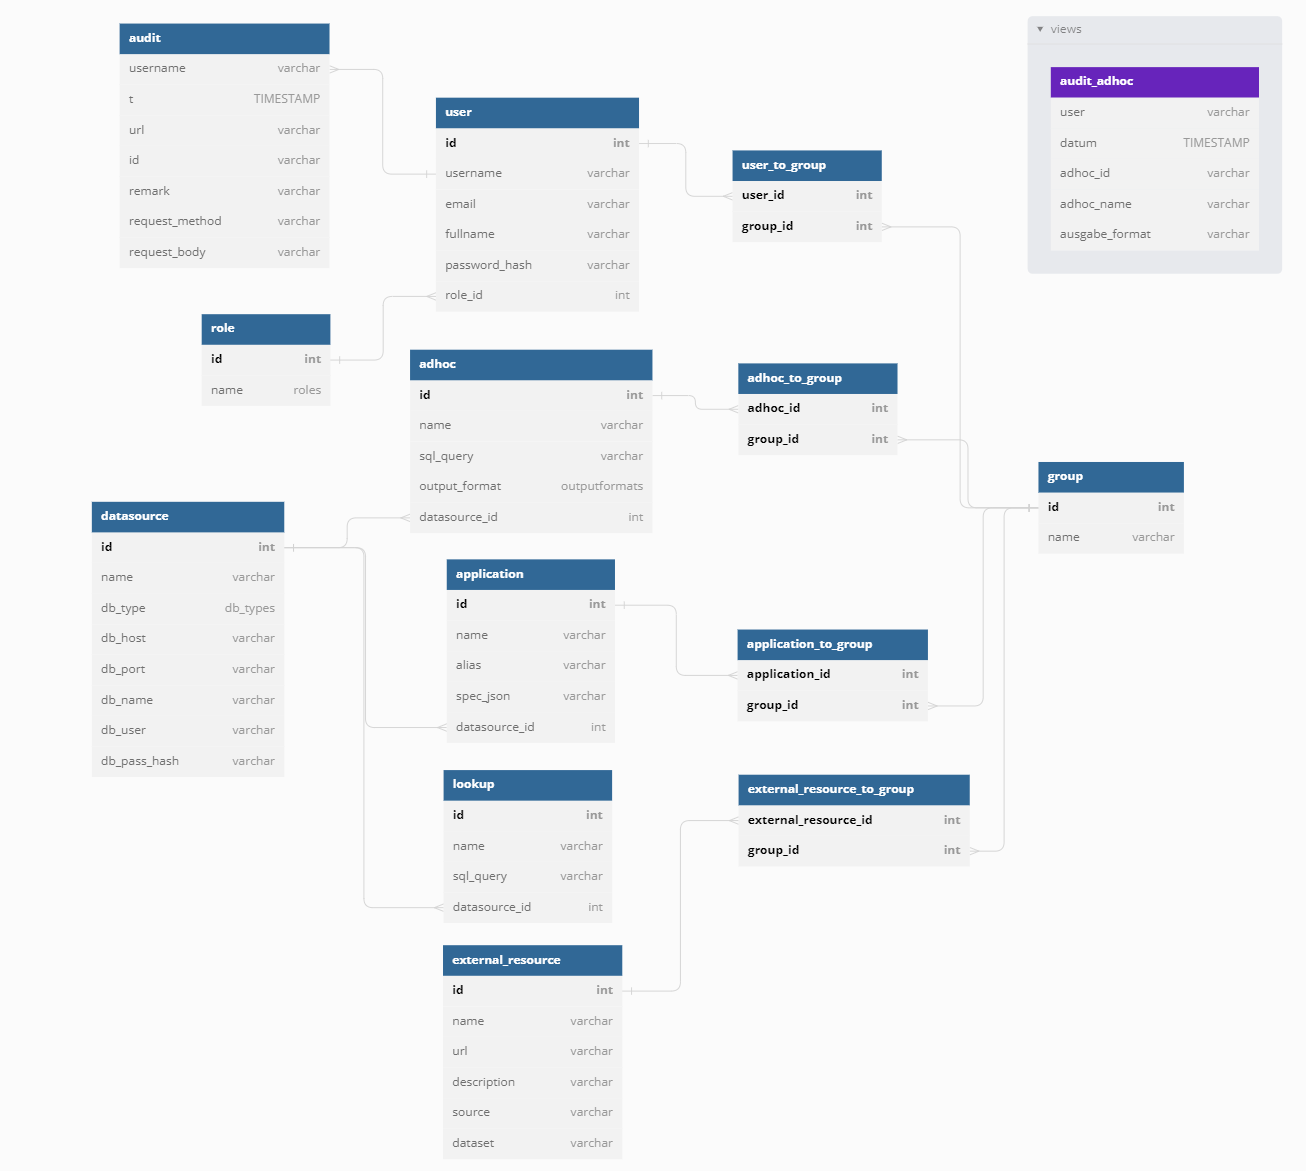 audit
username varchar
t TIMESTAMP
url varchar
id varchar
remark varchar
request_method varchar
request_body varchar
user
id int
username varchar
email varchar
fullname varchar
password_hash varchar
role_id int
user_to_group
user_id int
group_id int
views
audit_adhoc
user varchar
datum TIMESTAMP
adhoc_id varchar
adhoc_name varchar
ausgabe_format varchar
role
id int
name roles
adhoc
id int
name varchar
sql_query varchar
output_format outputformats
datasource_id int
adhoc_to_group
adhoc_id int
group_id int
group
id int
name varchar
datasource
id int
name varchar
db_type db_types
db_host varchar
db_port varchar
db_name varchar
db_user varchar
db_pass_hash varchar
application
id int
name varchar
alias varchar
spec_json varchar
datasource_id int
application_to_group
application_id int
group_id int
lookup
id int
name varchar
sql_query varchar
datasource_id int
external_resource_to_group
external_resource_id int
group_id int
external_resource
id int
name varchar
url varchar
description varchar
source varchar
dataset varchar